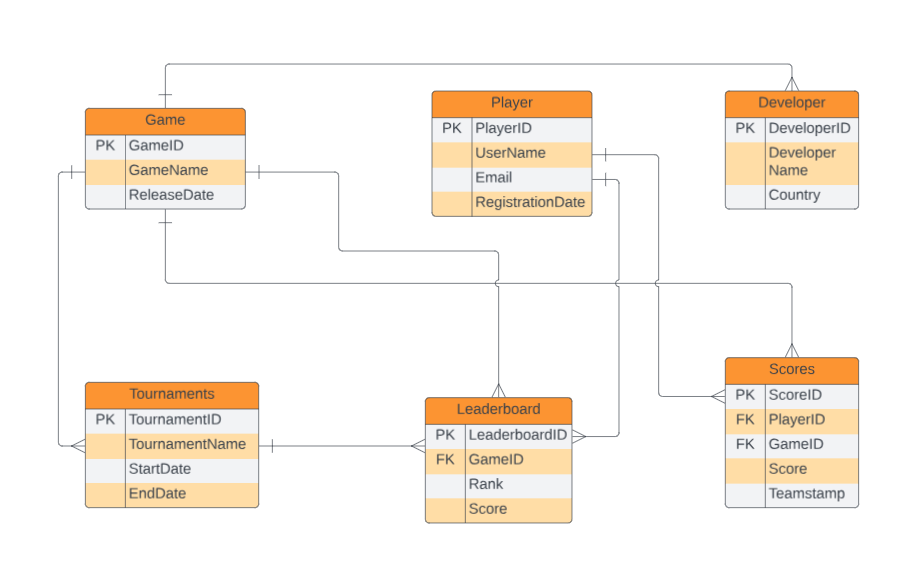 Game
PK GameID
GameName
ReleaseDate
Player
PK PlayerID
UserName
Email
RegistrationDate
Developer
PK DeveloperID
Developer
Name
Country
Tournaments
PK TournamentID
TournamentName
StartDate
EndDate
Leaderboard
PK LeaderboardID
FK GameID
Rank
Score
Scores
PK ScoreID
FK PlayerID
FK GameID
Score
Teamstamp